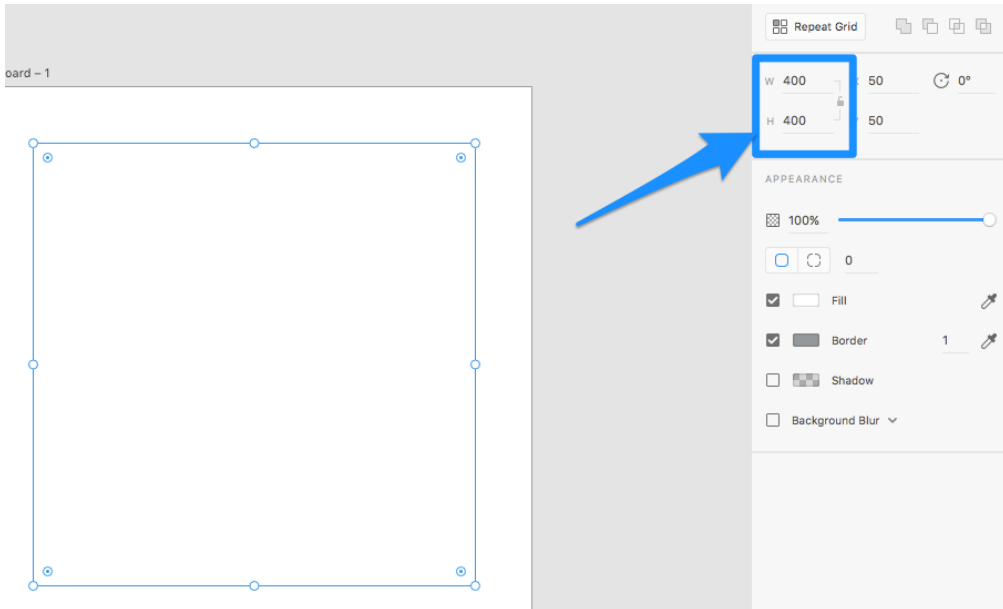 Repeat Grid
oard – 1
W 400 50 0°
H 400 50
APPEARANCE
100%
0
Fill
Border 1
Shadow
Background Blur